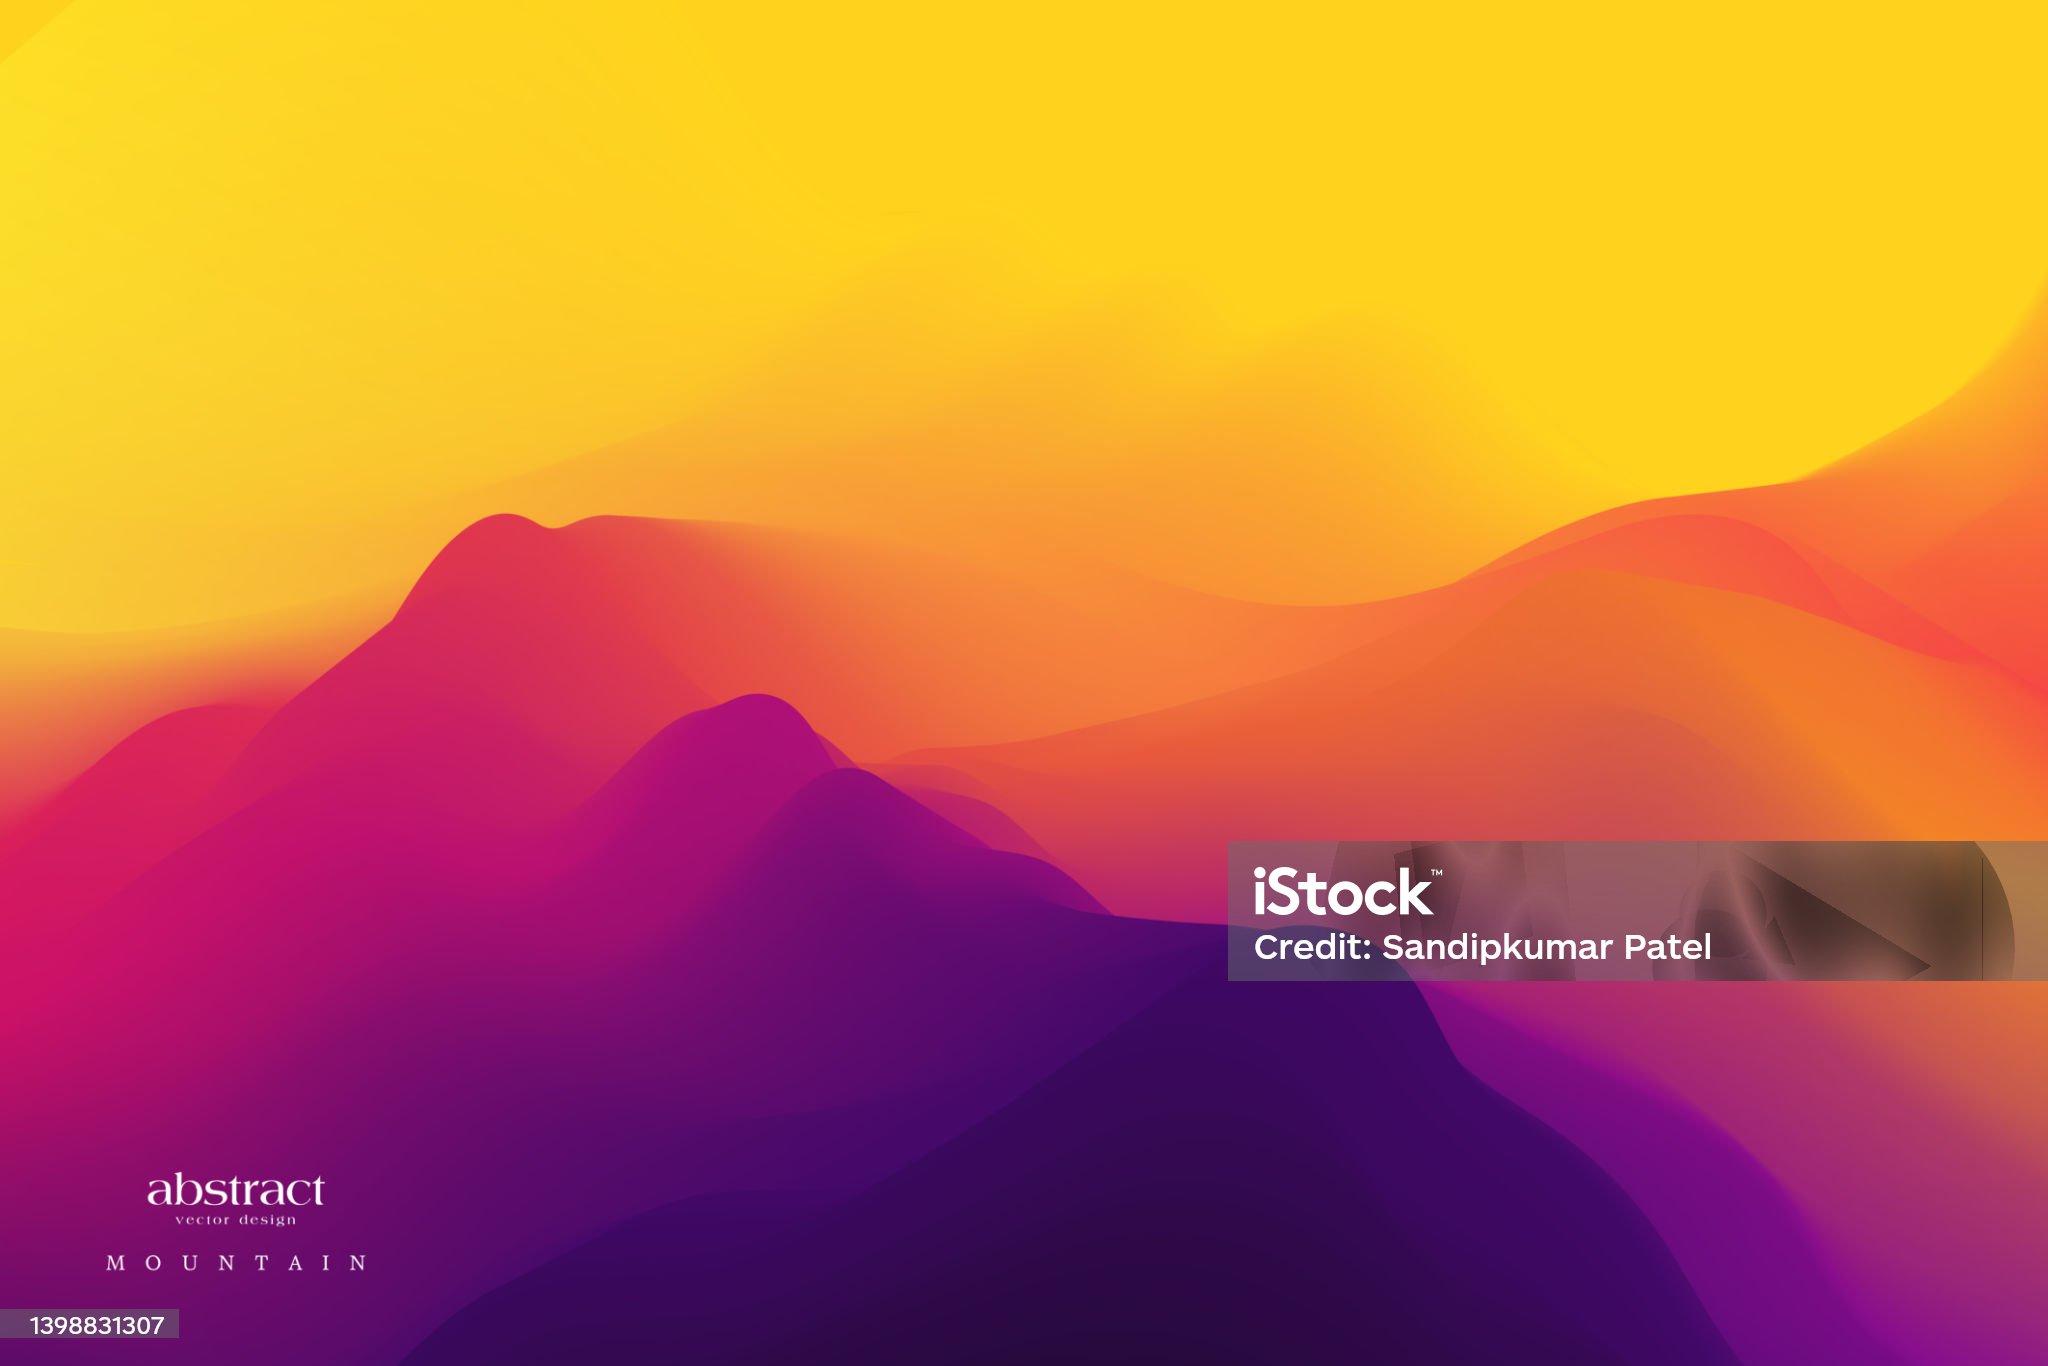 iStock™
Credit: Sandipkumar Patel
abstract
vector design
MOUNTAIN
1398831307